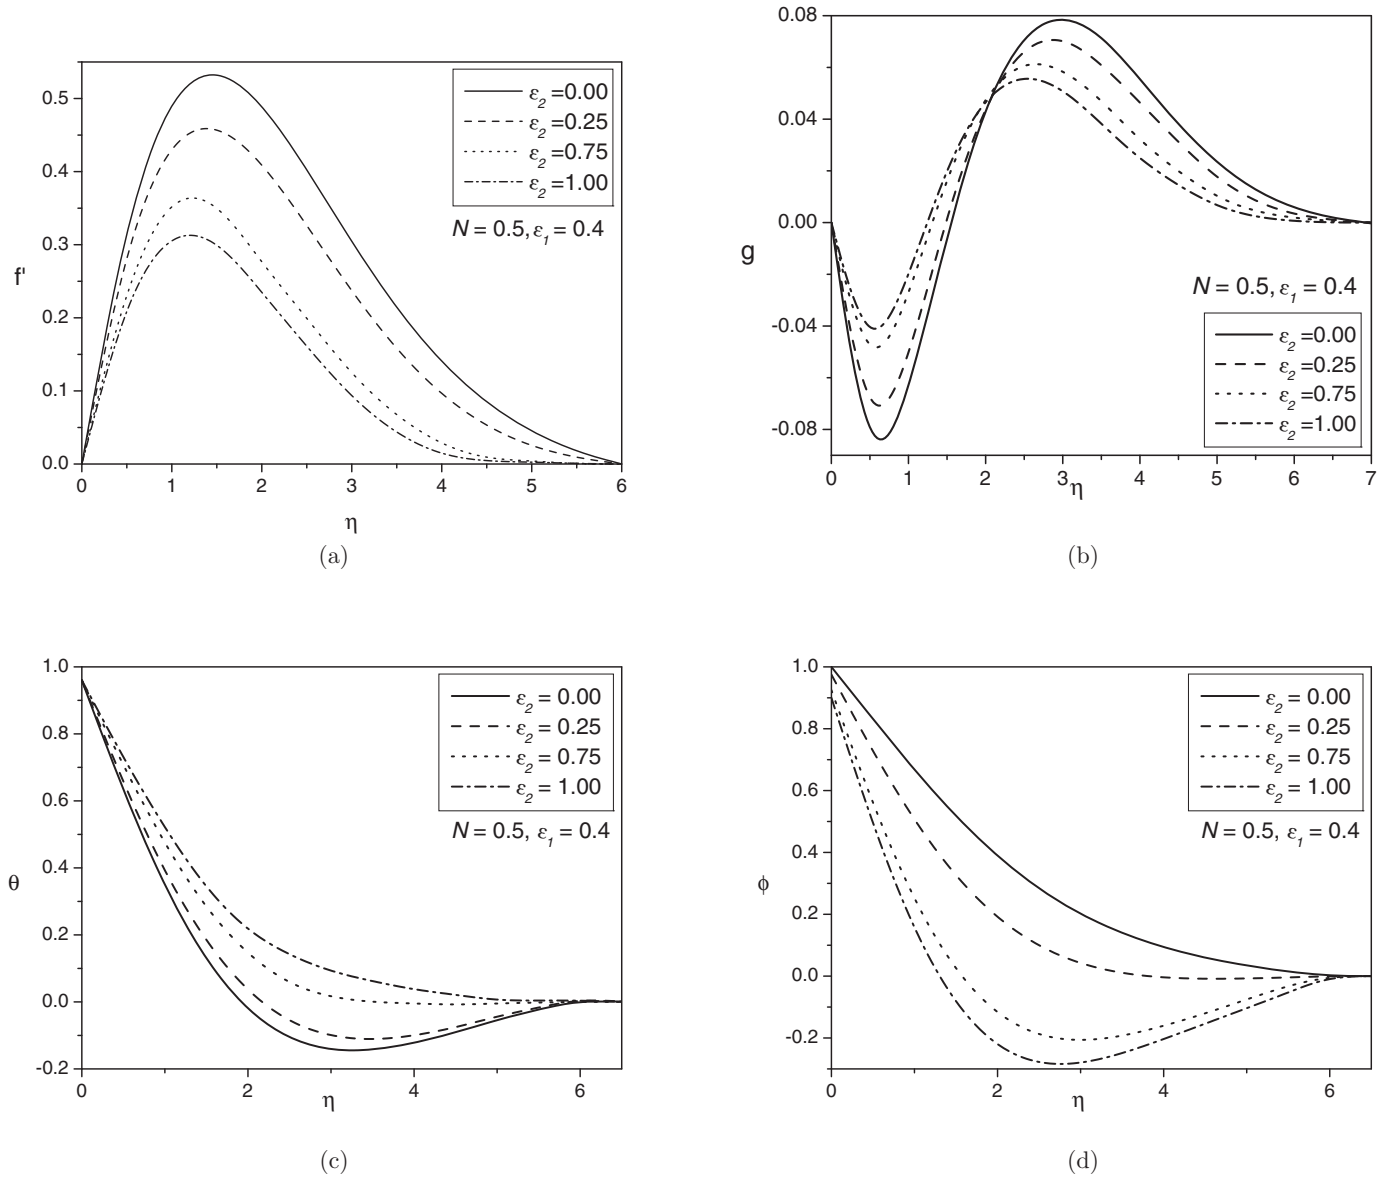 0.5
0.4
0.3
0.2
0.1
0.0
f'
0 1 2 3 4 5 6
η
ε2 =0.00
ε2 =0.25
ε2 =0.75
ε2 =1.00
N = 0.5, ε1 = 0.4
(a)
0.08
0.04
0.00
-0.04
-0.08
g
0 1 2 3 4 5 6 7
η
N = 0.5, ε1 = 0.4
ε2 =0.00
ε2 =0.25
ε2 =0.75
ε2 =1.00
(b)
1.0
0.8
0.6
0.4
0.2
0.0
-0.2
θ
0 2 4 6
η
ε2 = 0.00
ε2 = 0.25
ε2 = 0.75
ε2 = 1.00
N = 0.5, ε1 = 0.4
(c)
1.0
0.8
0.6
0.4
0.2
0.0
-0.2
ϕ
0 2 4 6
η
ε2 = 0.00
ε2 = 0.25
ε2 = 0.75
ε2 = 1.00
N = 0.5, ε1 = 0.4
(d)